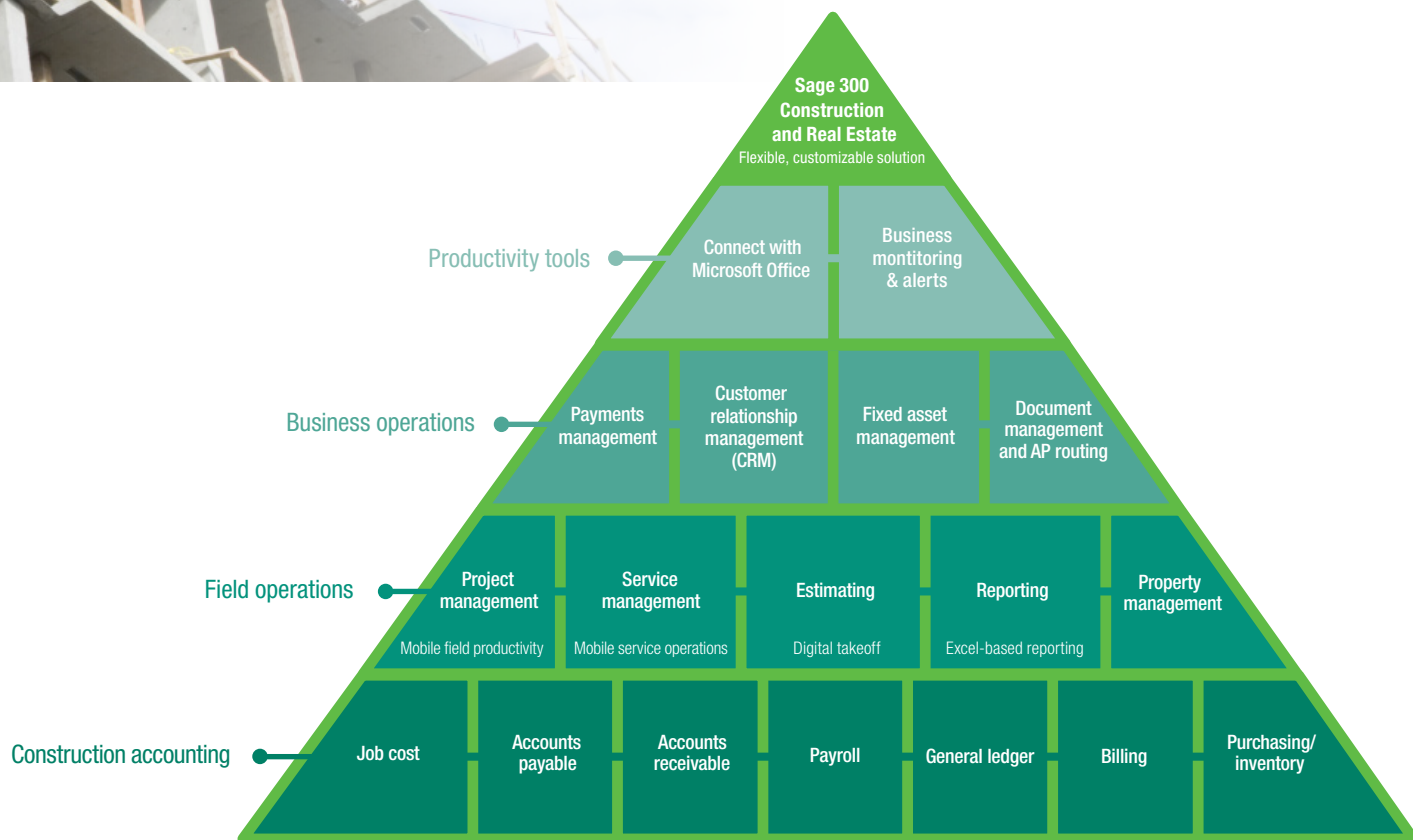 Sage 300
Construction
and Real Estate
Flexible, customizable solution
Productivity tools
Connect with
Microsoft Office
Business
montitoring
& alerts
Business operations
Payments
management
Customer
relationship
management
(CRM)
Fixed asset
management
Document
management
and AP routing
Field operations
Project
management
Mobile field productivity
Service
management
Mobile service operations
Estimating
Digital takeoff
Reporting
Excel-based reporting
Property
management
Construction accounting
Job cost
Accounts
payable
Accounts
receivable
Payroll
General ledger
Billing
Purchasing/
inventory